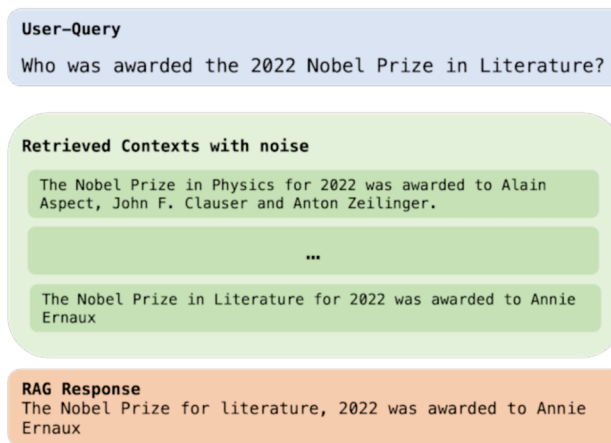 User-Query
Who was awarded the 2022 Nobel Prize in Literature?
Retrieved Contexts with noise
The Nobel Prize in Physics for 2022 was awarded to Alain
Aspect, John F. Clauser and Anton Zeilinger.
…
The Nobel Prize in Literature for 2022 was awarded to Annie
Ernaux
RAG Response
The Nobel Prize for literature, 2022 was awarded to Annie
Ernaux